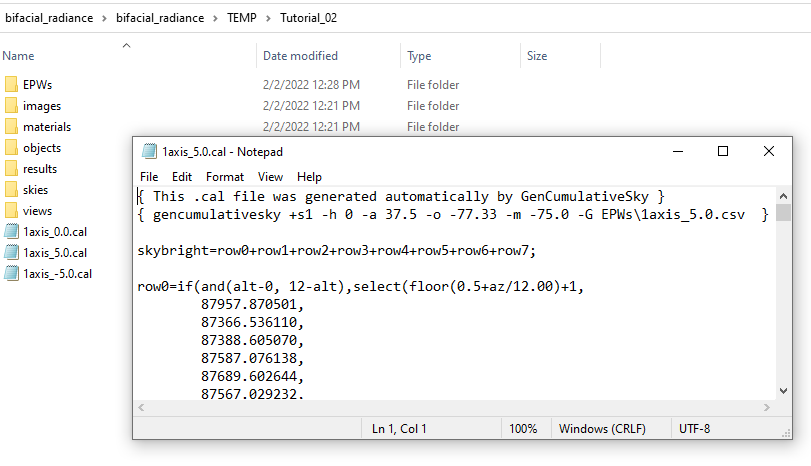 bifacial_radiance > bifacial_radiance > TEMP > Tutorial_02
Name Date modified Type Size
EPWs 2/2/2022 12:28 PM File folder
images 2/2/2022 12:21 PM File folder
materials 2/2/2022 12:21 PM File folder
objects
results
skies
views
1axis_0.0.cal
1axis_5.0.cal
1axis_-5.0.cal
1axis_5.0.cal - Notepad
File Edit Format View Help
{ This .cal file was generated automatically by GenCumulativeSky }
{ gencumulativesky +s1 -h 0 -a 37.5 -o -77.33 -m -75.0 -G EPWs\1axis_5.0.csv }
skybright=row0+row1+row2+row3+row4+row5+row6+row7;
row0=if(and(alt-0, 12-alt),select(floor(0.5+az/12.00)+1,
87957.870501,
87366.536110,
87388.605070,
87587.076138,
87689.602644,
87567.029232,
Ln 1, Col 1 100% Windows (CRLF) UTF-8